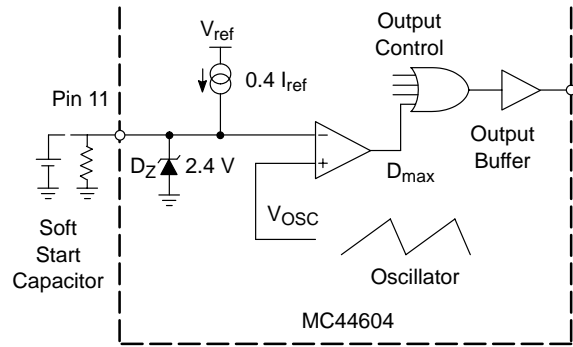 Output
Control
Vref
0.4 Iref
Pin 11
−
+
DZ
2.4 V
Dmax
Output
Buffer
VOSC
Soft
Start
Capacitor
Oscillator
MC44604